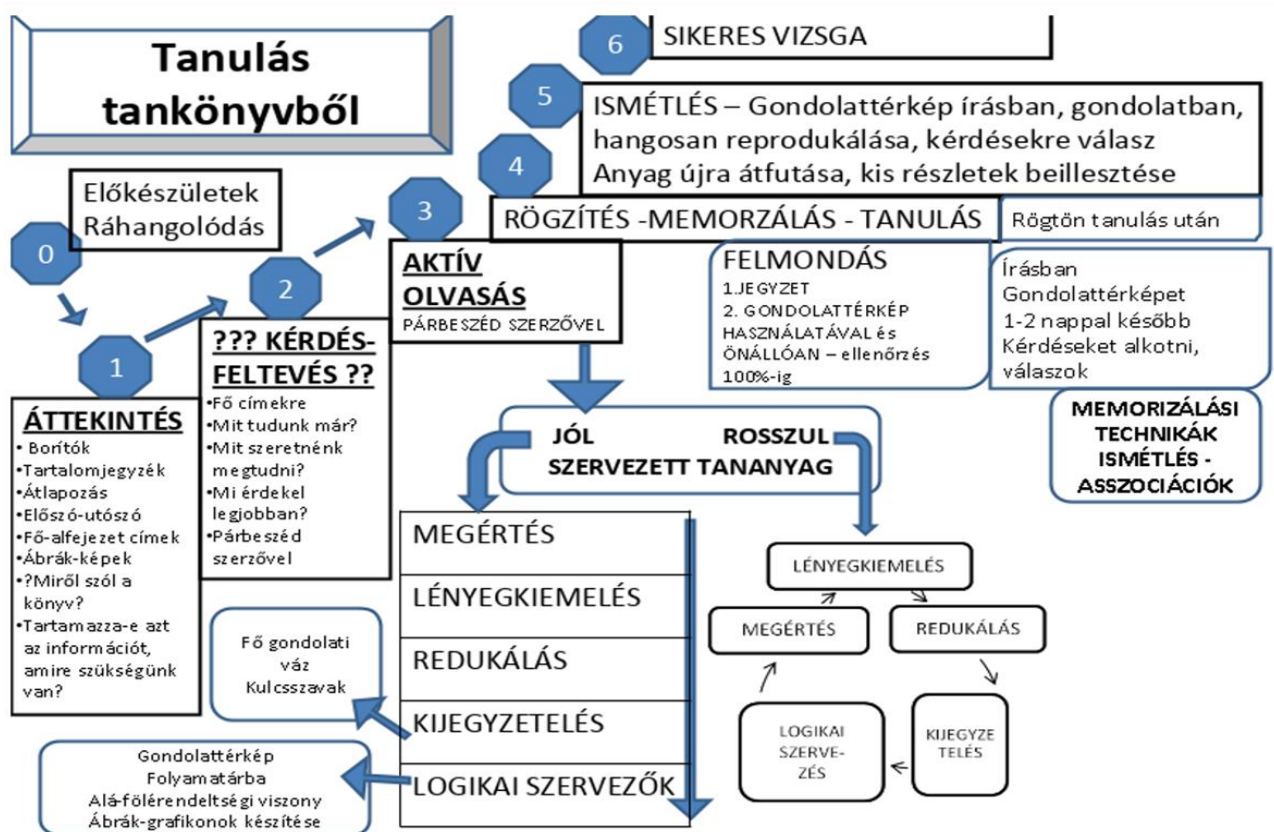 Tanulás
tankönyvből
0
Előkészületek
Ráhangolódás
1
ÁTTEKINTÉS
• Borítók
•Tartalomjegyzék
•Átlapozás
•Előszó-utószó
•Fő-alfejezet címek
•Ábrák-képek
•?Miről szól a
könyv?
•Tartamazza-e azt
az információt,
amire szükségünk
van?
2
??? KÉRDÉS-
FELTEVÉS ??
•Fő címekre
•Mit tudunk már?
•Mit szeretnénk
megtudni?
•Mi érdekel
legjobban?
•Párbeszéd
szerzővel
3
AKTÍV
OLVASÁS
PÁRBESZÉD SZERZŐVEL
4
RÖGZÍTÉS -MEMORZÁLÁS - TANULÁS
Rögtön tanulás után
5
ISMÉTLÉS – Gondolattérkép írásban, gondolatban,
hangosan reprodukálása, kérdésekre válasz
Anyag újra átfutása, kis részletek beillesztése
6
SIKERES VIZSGA
FELMONDÁS
1.JEGYZET
2. GONDOLATTÉRKÉP
HASZNÁLATÁVAL és
ÖNÁLLÓAN – ellenőrzés
100%-ig
Írásban
Gondolattérképet
1-2 nappal később
Kérdéseket alkotni,
válaszok
MEMORIZÁLÁSI
TECHNIKÁK
ISMÉTLÉS -
ASSZOCIÁCIÓK
JÓL ROSSZUL
SZERVEZETT TANANYAG
MEGÉRTÉS
LÉNYEGKIEMELÉS
REDUKÁLÁS
KIJEGYZETELÉS
LOGIKAI SZERVEZŐK
Fő gondolati
váz
Kulcsszavak
Gondolattérkép
Folyamatárba
Alá-fölérendeltségi viszony
Ábrák-grafikonok készítése
LÉNYEGKIEMELÉS
MEGÉRTÉS
REDUKÁLÁS
LOGIKAI
SZERVE-
ZÉS
KIJEGYZE
TELÉS